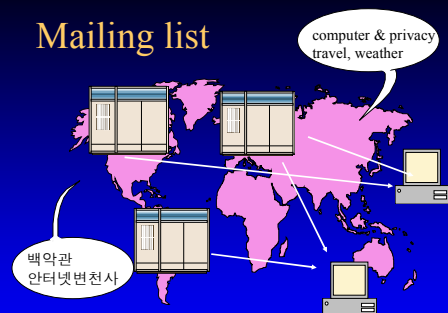 Mailing list
computer & privacy
travel, weather
백악관
안터넷변천사